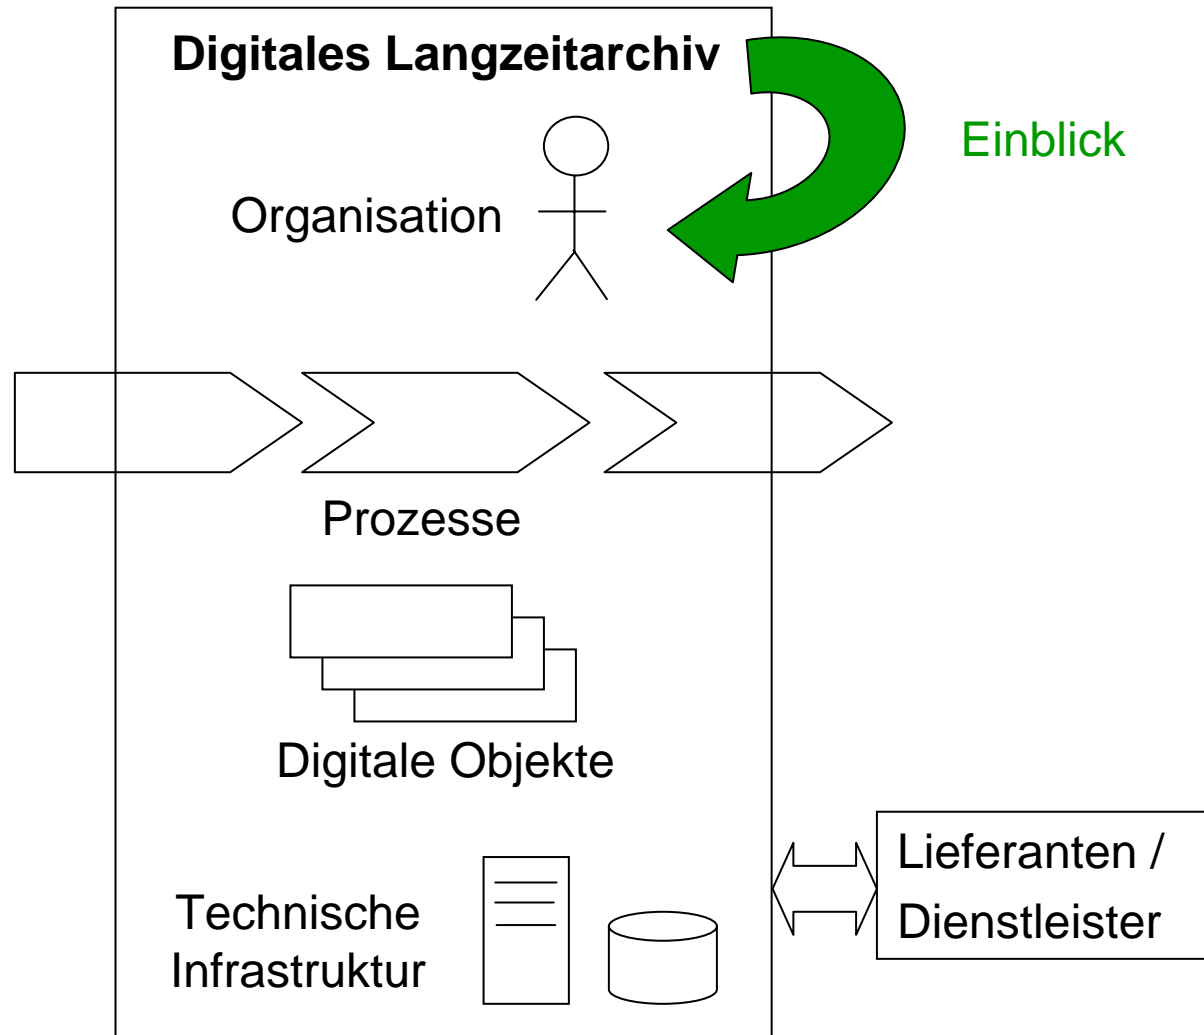 Digitales Langzeitarchiv
Einblick
Organisation
Prozesse
Digitale Objekte
Technische
Infrastruktur
Lieferanten /
Dienstleister